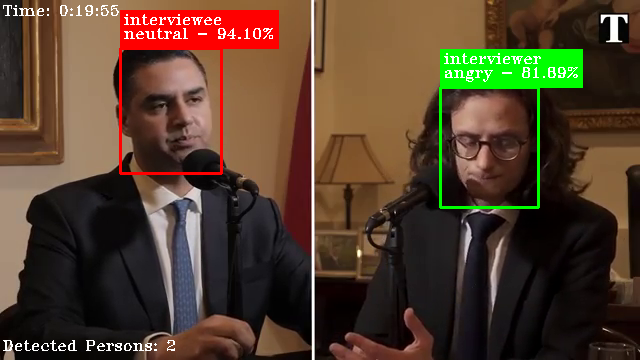 Time: 0:19:55
interviewee
neutral - 94.10%
T
interviewer
angry - 81.89%
Detected Persons: 2